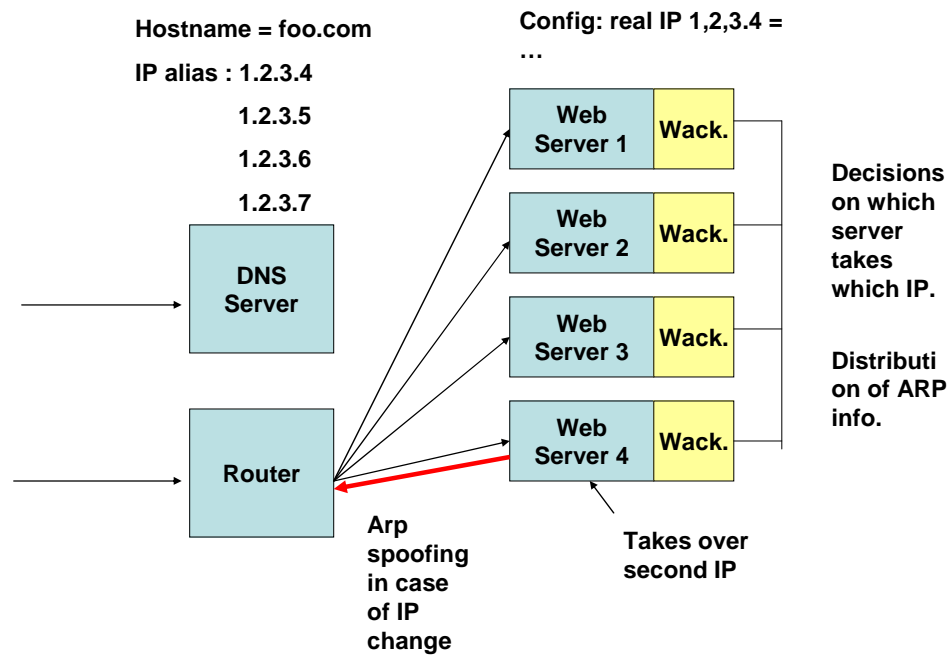 Hostname = foo.com
IP alias : 1.2.3.4
1.2.3.5
1.2.3.6
1.2.3.7
DNS
Server
Router
Config: real IP 1,2,3.4 =
…
Web
Server 1
Wack.
Web
Server 2
Wack.
Web
Server 3
Wack.
Web
Server 4
Wack.
Decisions
on which
server
takes
which IP.
Distributi
on of ARP
info.
Arp
spoofing
in case
of IP
change
Takes over
second IP